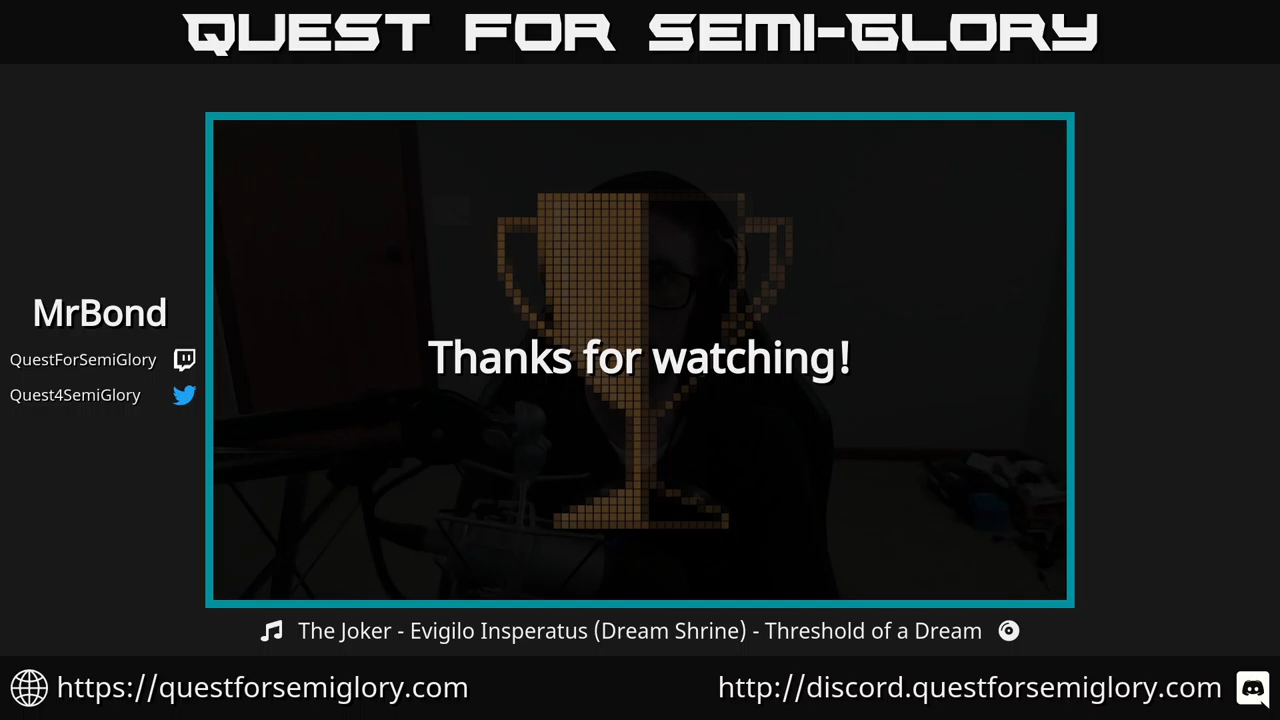 QUEST FOR SEMI-GLORY
MrBond
QuestForSemiGlory
Quest4SemiGlory
Thanks for watching!
The Joker - Evigilo Insperatus (Dream Shrine) - Threshold of a Dream
https://questforsemiglory.com
http://discord.questforsemiglory.com